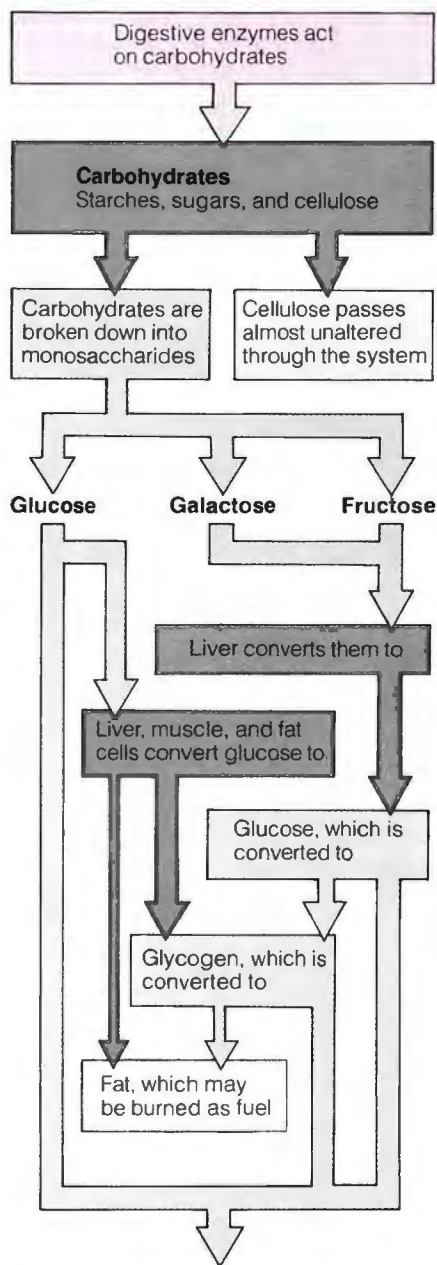 Digestive enzymes act
on carbohydrates
Carbohydrates
Starches, sugars, and cellulose
Carbohydrates are
broken down into
monosaccharides
Cellulose passes
almost unaltered
through the system
Glucose
Galactose
Fructose
Liver converts them to
Liver, muscle, and fat
cells convert glucose to
Glucose, which is
converted to
Glycogen, which is
converted to
Fat, which may
be burned as fuel